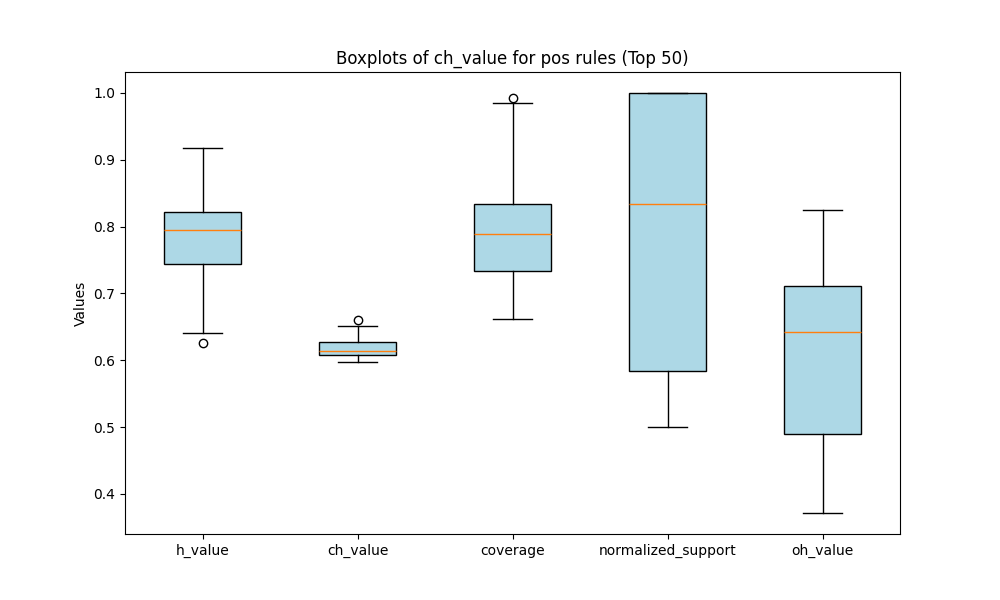 Boxplots of ch_value for pos rules (Top 50)
Values
1.0
0.9
0.8
0.7
0.6
0.5
0.4
h_value
ch_value
coverage
normalized_support
oh_value